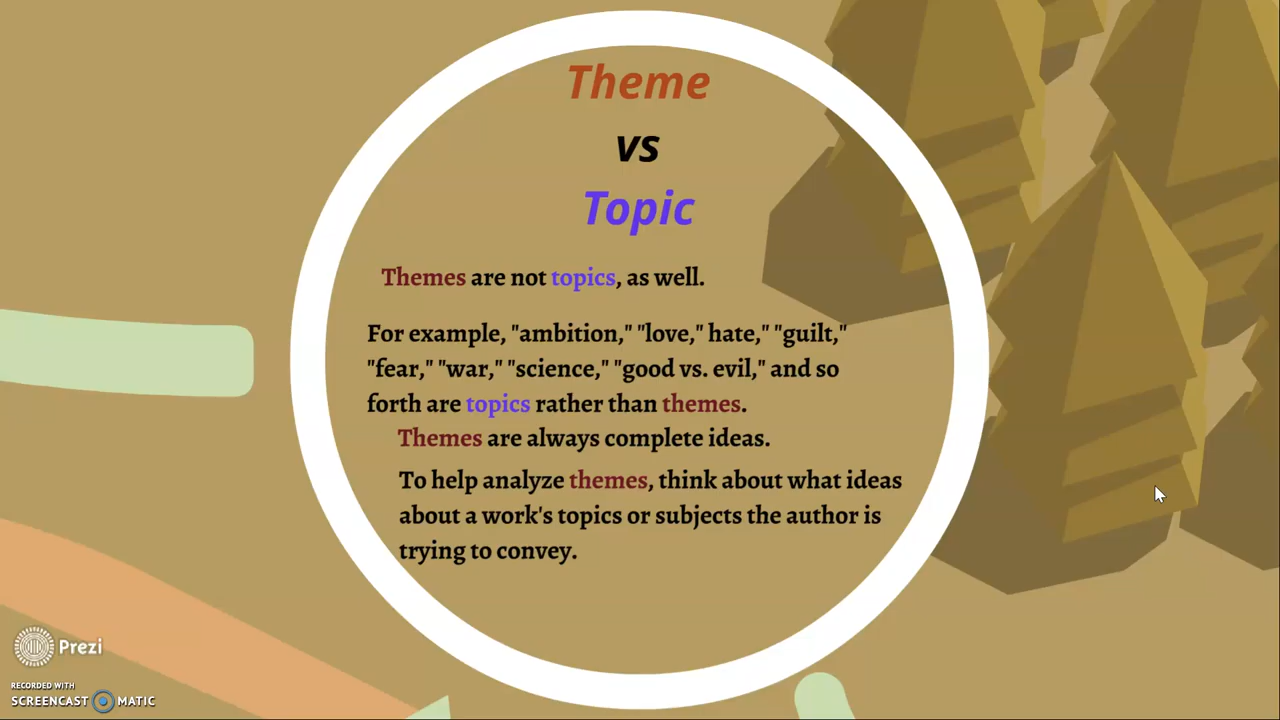 Theme
vs
Topic
Themes are not topics, as well.
For example, "ambition," "love," hate," "guilt,"
"fear," "war," "science," "good vs. evil," and so
forth are topics rather than themes.
Themes are always complete ideas.
To help analyze themes, think about what ideas
about a work's topics or subjects the author is
trying to convey.
Prezi
RECORDED WITH
SCREENCAST MATIC